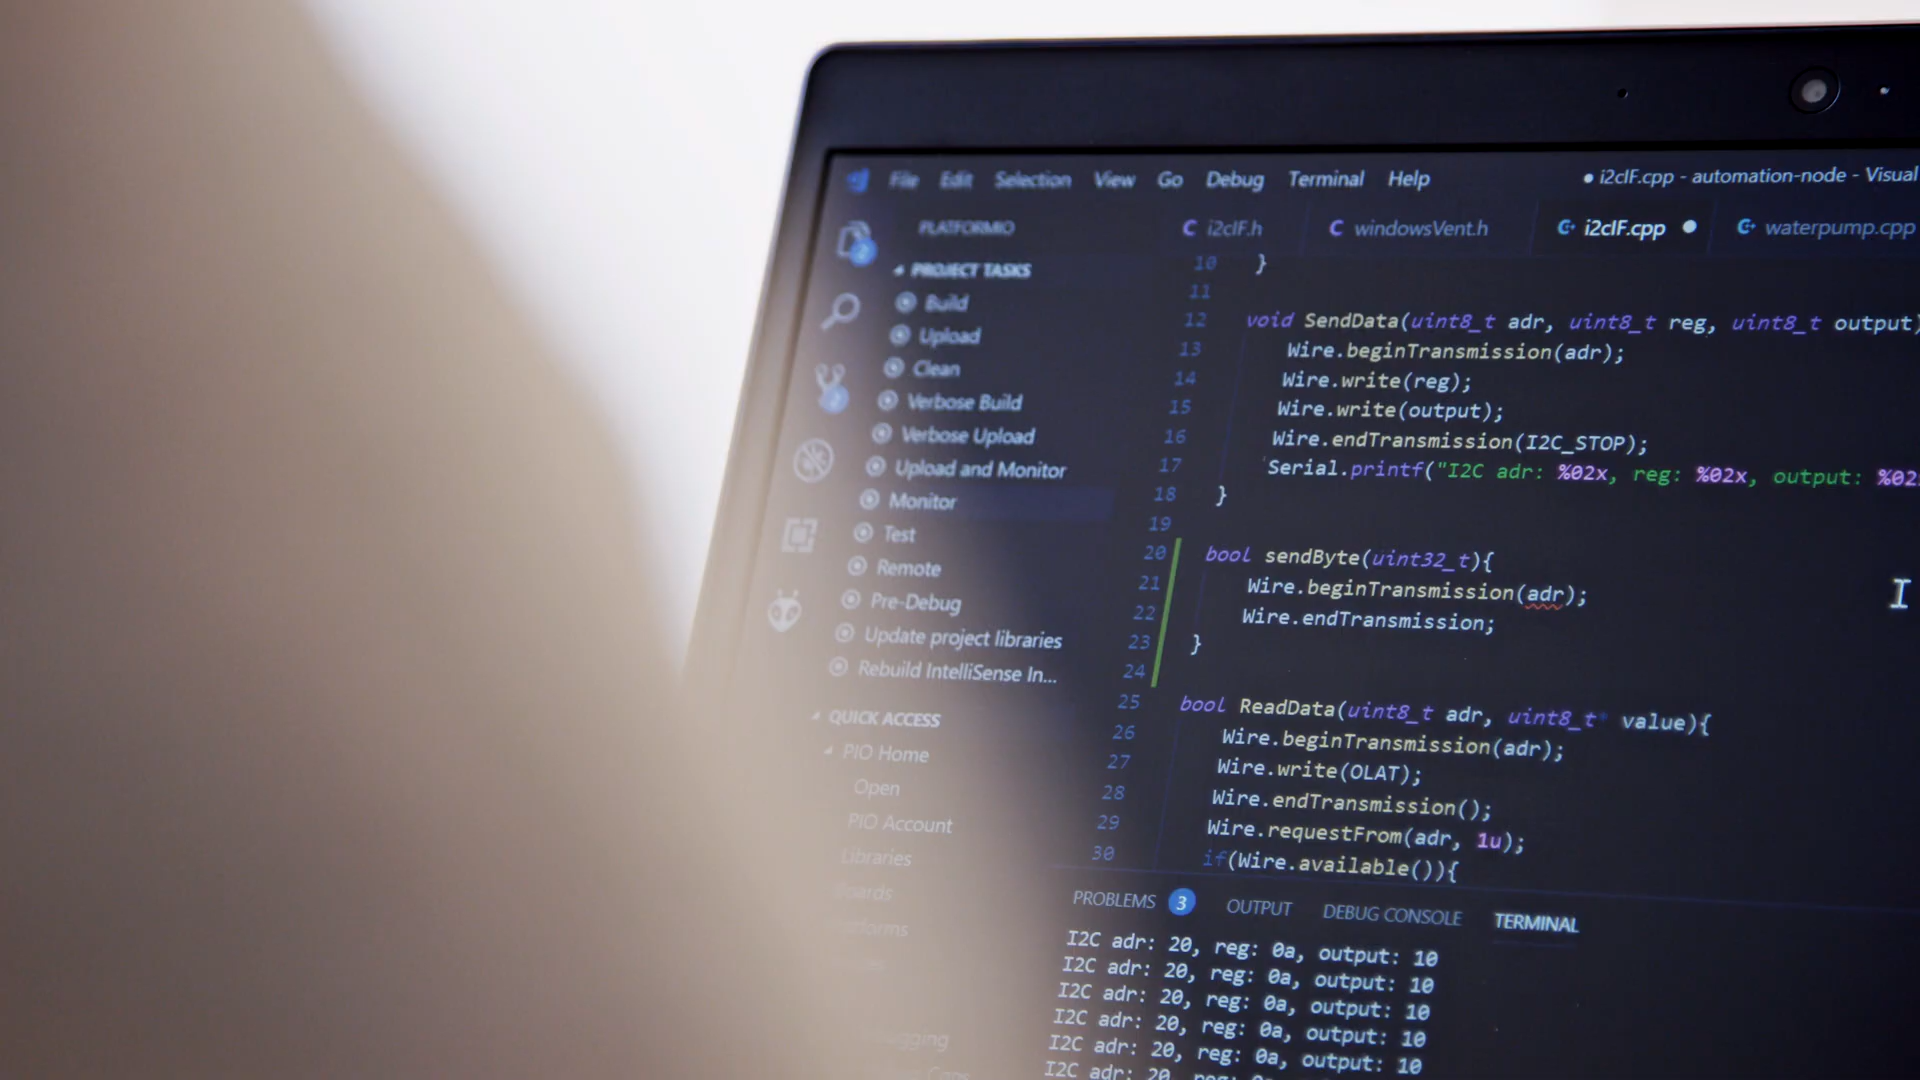 File Edit Selection View Go Debug Terminal Help
● i2cIF.cpp - automation-node - Visual
PLATFORMIO
PROJECT TASKS
Build
Upload
Clean
Verbose Build
Verbose Upload
Upload and Monitor
Monitor
Test
Remote
Pre-Debug
Update project libraries
Rebuild IntelliSense In...
QUICK ACCESS
PIO Home
Open
PIO Account
Libraries
2
2
i2cIF.h
windowsVent.h
i2cIF.cpp ●
waterpump.cpp
10 }
11
12 void SendData(uint8_t adr, uint8_t reg, uint8_t output)
13 Wire.beginTransmission(adr);
14 Wire.write(reg);
15 Wire.write(output);
16 Wire.endTransmission(I2C_STOP);
17 Serial.printf("I2C adr: %02x, reg: %02x, output: %02
18 }
19
20 bool sendByte(uint32_t){
21 Wire.beginTransmission(adr);
22 Wire.endTransmission;
23 }
24
25 bool ReadData(uint8_t adr, uint8_t* value){
26 Wire.beginTransmission(adr);
27 Wire.write(OLAT);
28 Wire.endTransmission();
29 Wire.requestFrom(adr, 1u);
30 if(Wire.available()){
PROBLEMS 3 OUTPUT DEBUG CONSOLE TERMINAL
I2C adr: 20, reg: 0a, output: 10
I2C adr: 20, reg: 0a, output: 10
I2C adr: 20, reg: 0a, output: 10
I2C adr: 20, reg: 0a, output: 10
I2C adr: 20, reg: 0a, output: 10
I2C adr: 20